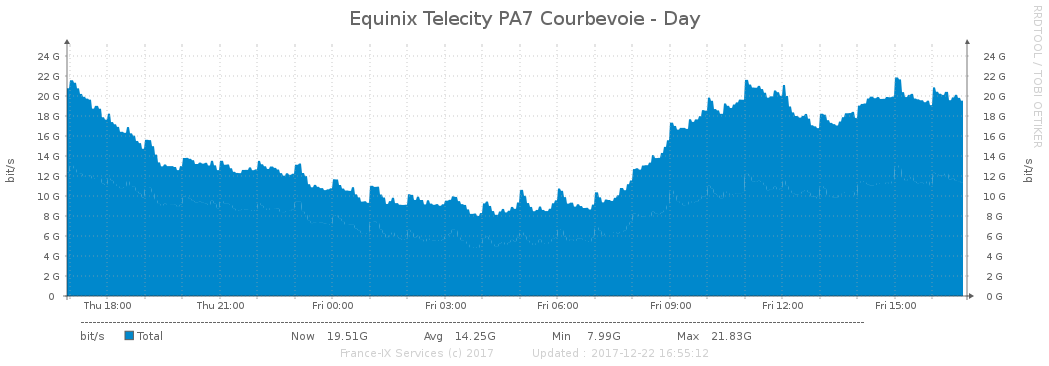 Equinix Telecity PA7 Courbevoie - Day
RRDTOOL / TOBI OETIKER
bit/s
24 G 24 G
22 G 22 G
20 G 20 G
18 G 18 G
16 G 16 G
14 G 14 G
12 G 12 G
10 G 10 G
8 G 8 G
6 G 6 G
4 G 4 G
2 G 2 G
0 0 G
bit/s
Thu 18:00 Thu 21:00 Fri 00:00 Fri 03:00 Fri 06:00 Fri 09:00 Fri 12:00 Fri 15:00
bit/s Total Now 19.51G Avg 14.25G Min 7.99G Max 21.83G
France-IX Services (c) 2017 Updated : 2017-12-22 16:55:12